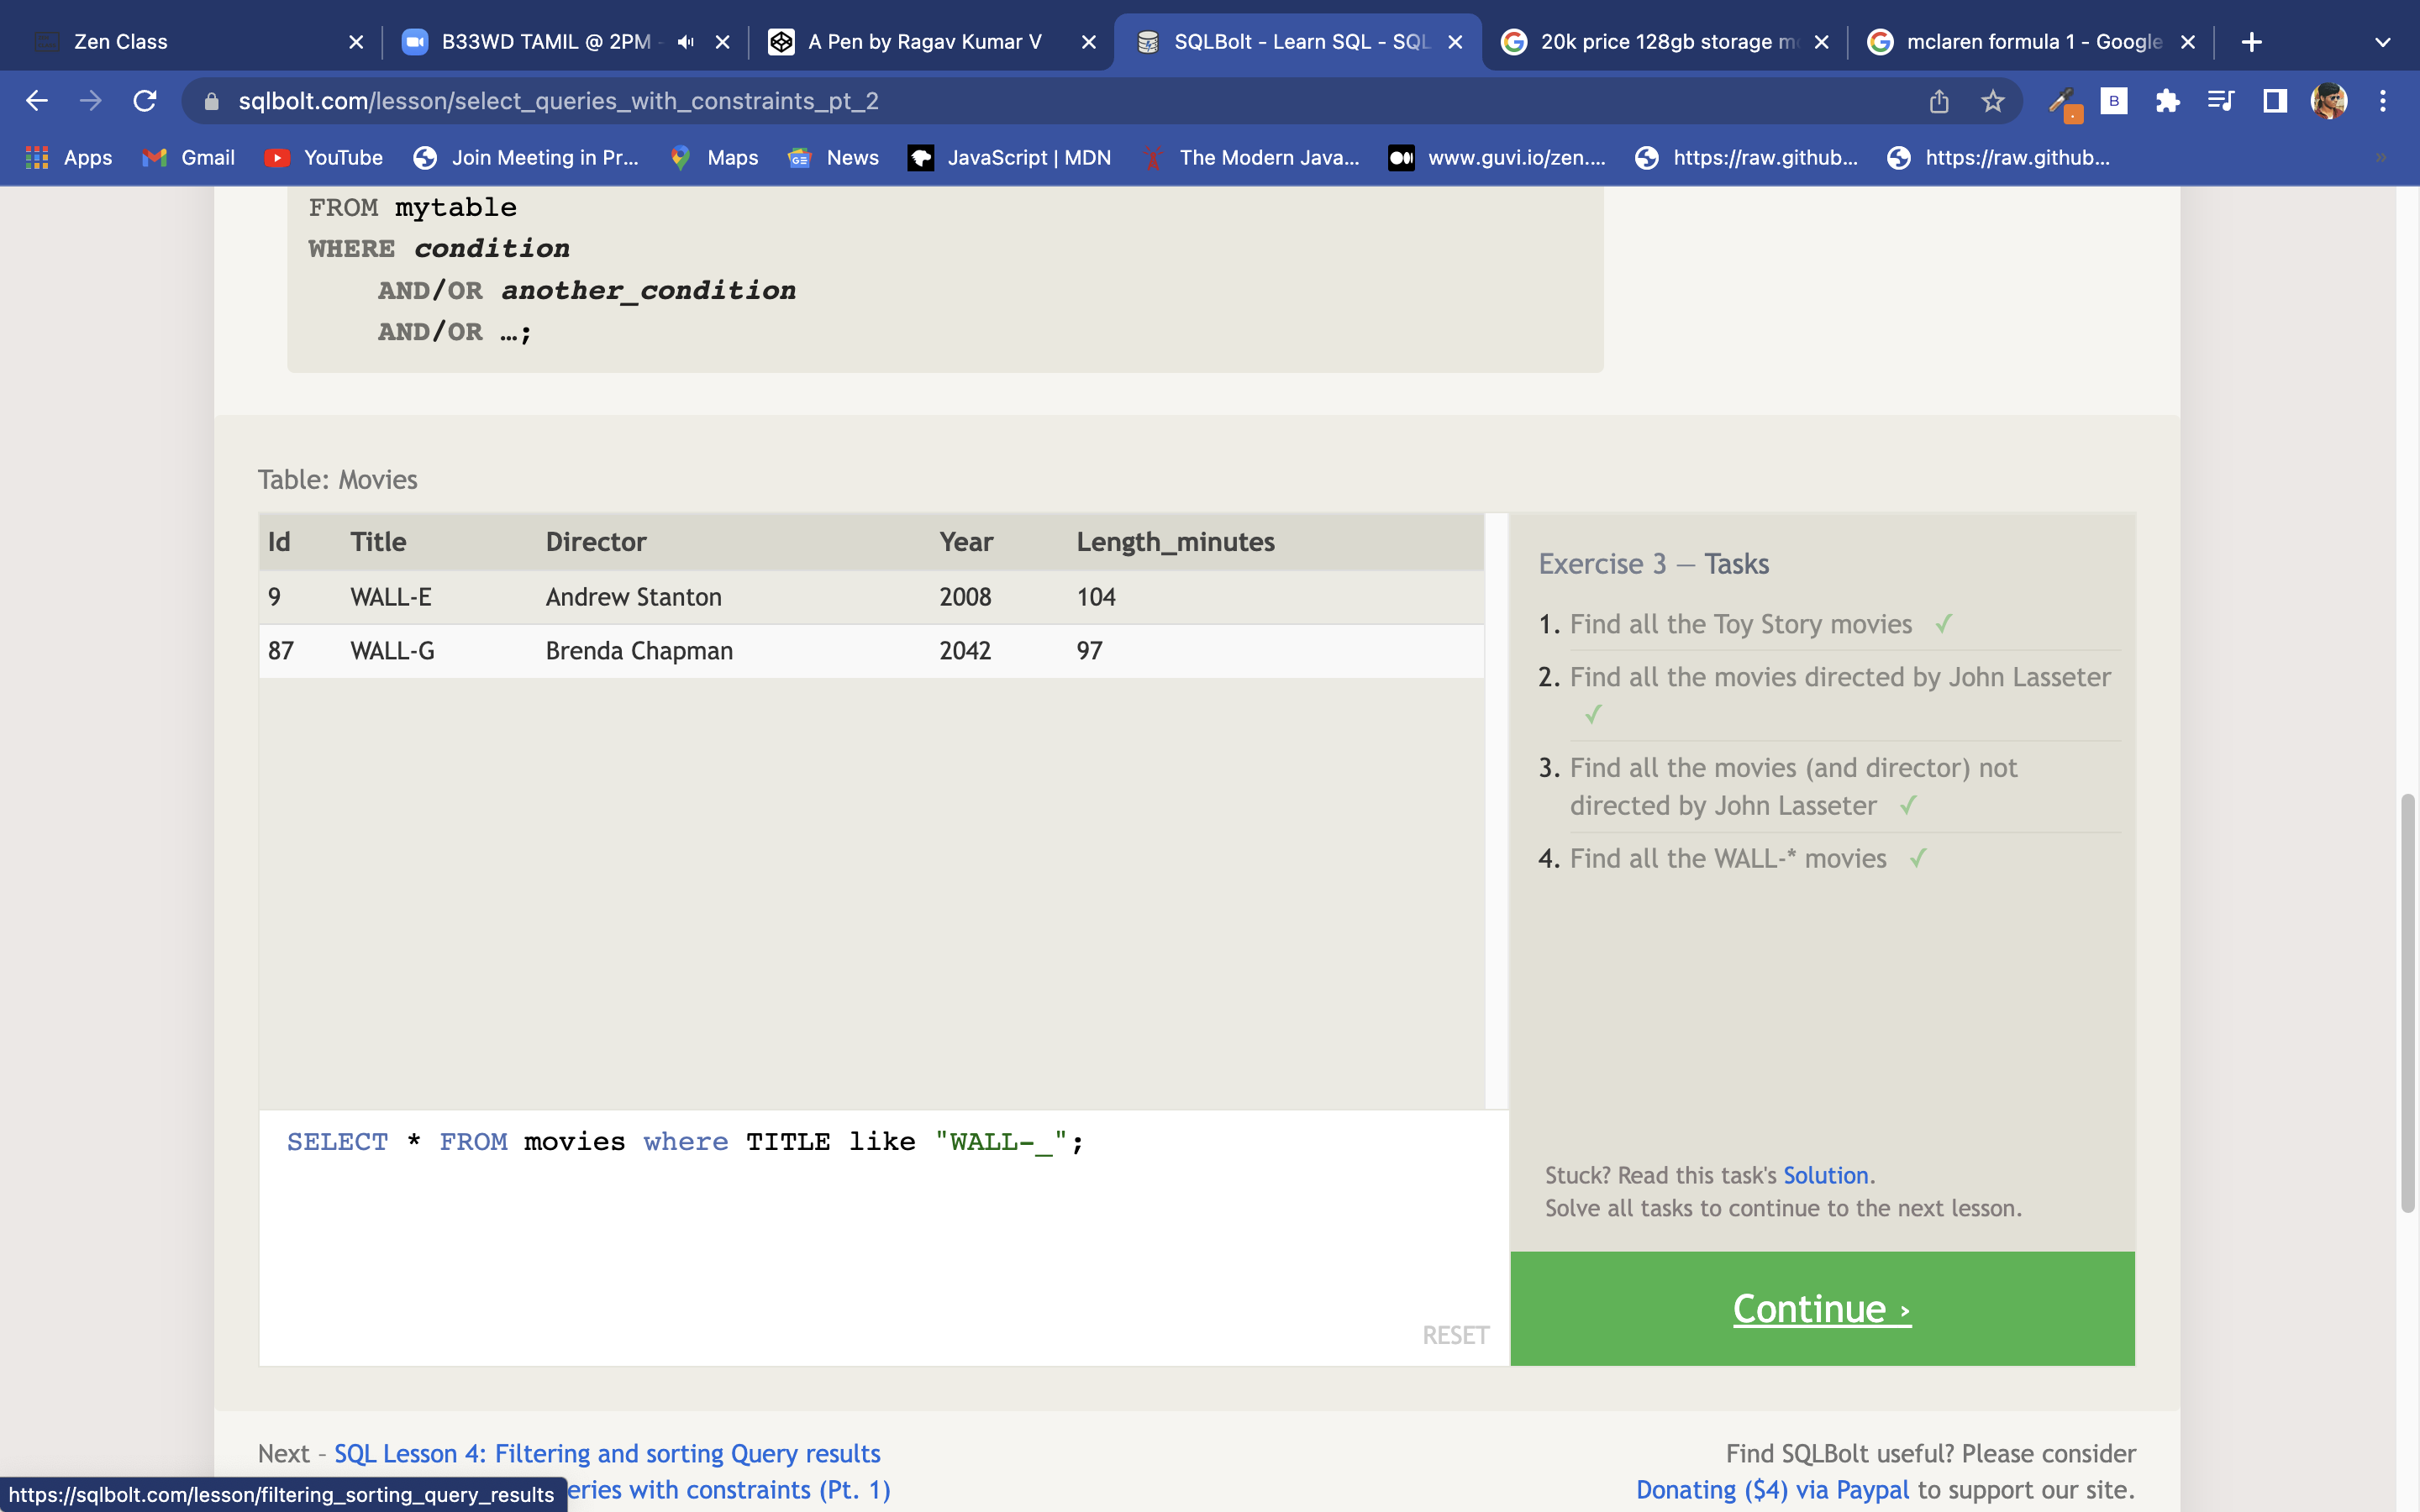 Zen Class
B33WD TAMIL @ 2PM -
A Pen by Ragav Kumar V
SQLBolt - Learn SQL - SQL
20k price 128gb storage mo
mclaren formula 1 - Google
sqlbolt.com/lesson/select_queries_with_constraints_pt_2
B
Apps
Gmail
YouTube
Join Meeting in Pr...
Maps
News
JavaScript | MDN
The Modern Java...
www.guvi.io/zen....
https://raw.github...
https://raw.github...
»
FROM mytable
WHERE condition
AND/OR another_condition
AND/OR …;
Table: Movies
Id Title Director Year Length_minutes
9 WALL-E Andrew Stanton 2008 104
87 WALL-G Brenda Chapman 2042 97
Exercise 3 — Tasks
1. Find all the Toy Story movies ✓
2. Find all the movies directed by John Lasseter
✓
3. Find all the movies (and director) not
directed by John Lasseter ✓
4. Find all the WALL-* movies ✓
SELECT * FROM movies where TITLE like "WALL-_";
RESET
Stuck? Read this task's Solution.
Solve all tasks to continue to the next lesson.
Continue ›
Next – SQL Lesson 4: Filtering and sorting Query results
eries with constraints (Pt. 1)
Find SQLBolt useful? Please consider
Donating ($4) via Paypal to support our site.
https://sqlbolt.com/lesson/filtering_sorting_query_results